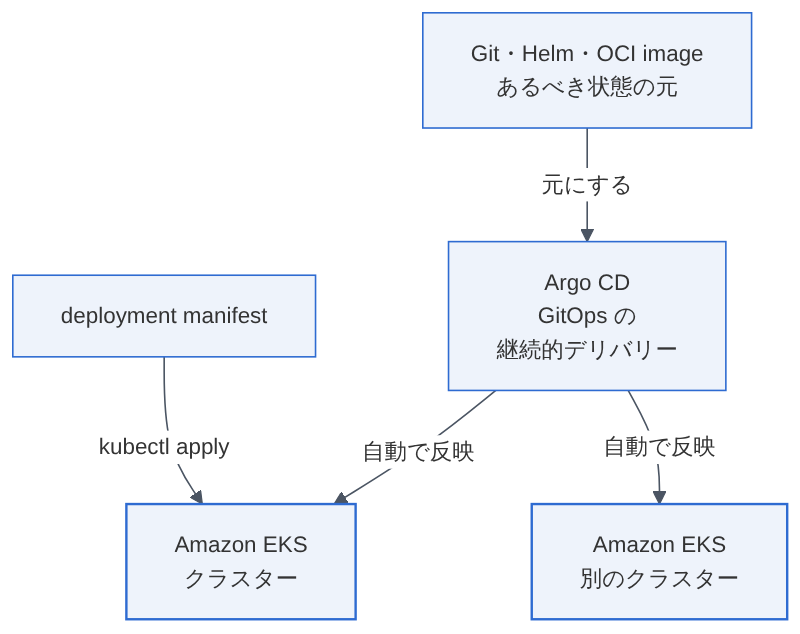 Git・Helm・OCI image
あるべき状態の元
元にする
Argo CD
GitOps の
継続的デリバリー
deployment manifest
kubectl apply
自動で反映
自動で反映
Amazon EKS
クラスター
Amazon EKS
別のクラスター